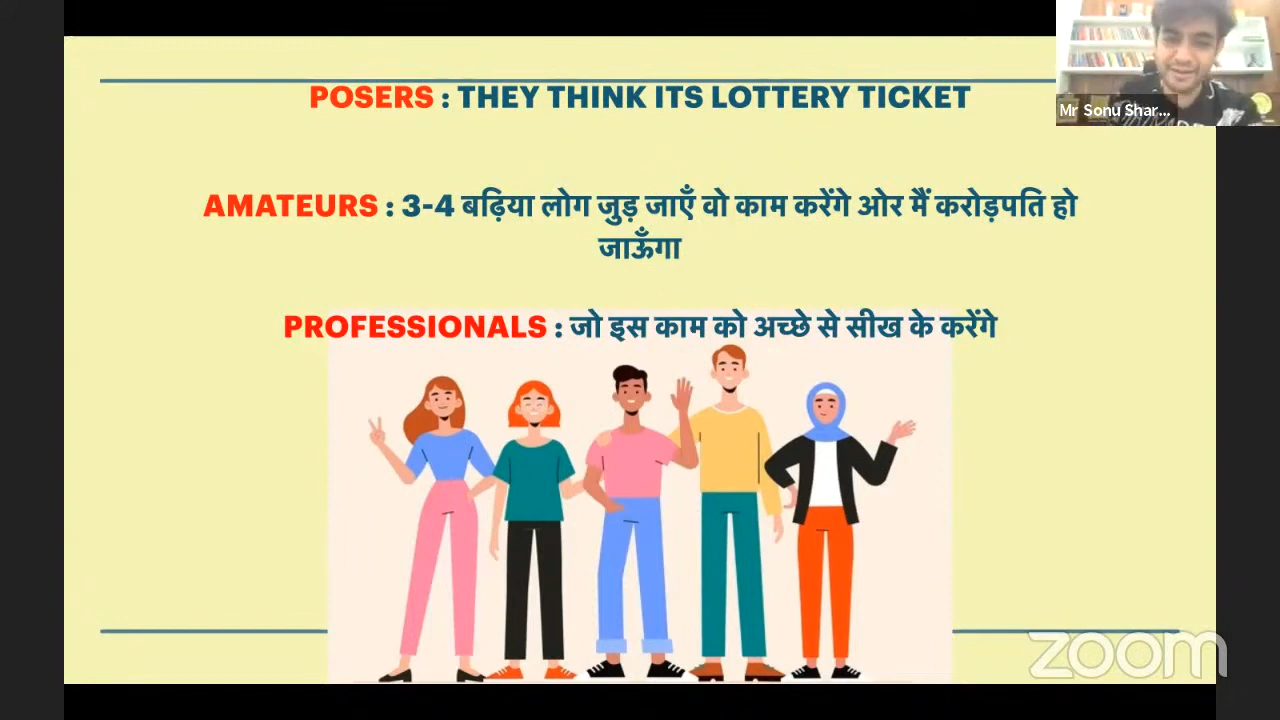 POSERS : THEY THINK ITS LOTTERY TICKET
Mr Sonu Shar...
AMATEURS : 3-4 बढ़िया लोग जुड़ जाएँ वो काम करेंगे ओर मैं करोड़पति हो
जाऊँगा
PROFESSIONALS : जो इस काम को अच्छे से सीख के करेंगे
zoom